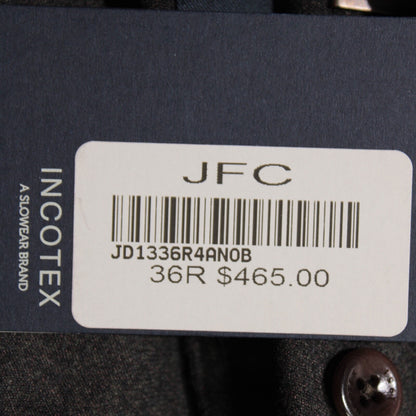 INCOTEX
A SLOWEAR BRAND
JFC
JD1336R4AN0B
36R $465.00